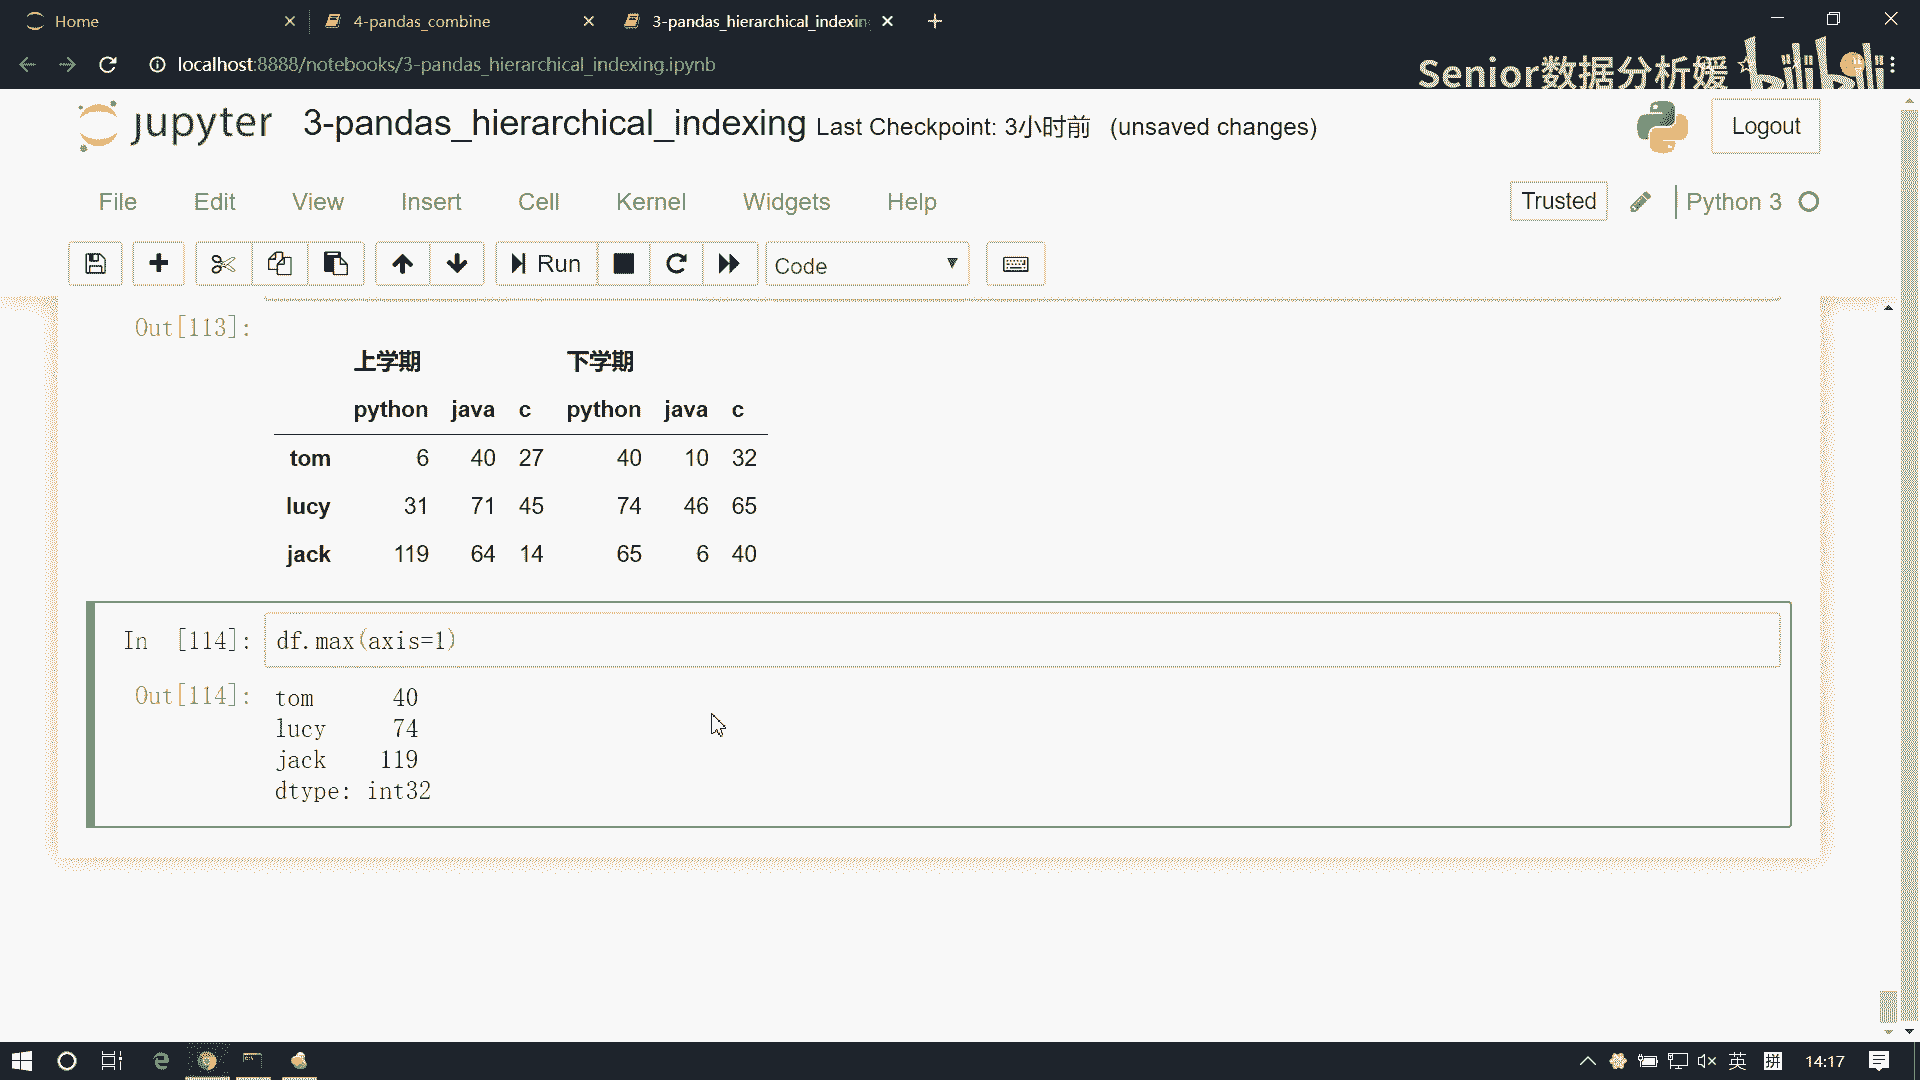 Home
4-pandas_combine
3-pandas_hierarchical_indexin
localhost:8888/notebooks/3-pandas_hierarchical_indexing.ipynb
Senior数据分析媛
bilibili
jupyter 3-pandas_hierarchical_indexing Last Checkpoint: 3小时前 (unsaved changes)
Logout
File Edit View Insert Cell Kernel Widgets Help
Trusted
Python 3
Run
Code
Out[113]:
上学期 下学期
python java c python java c
tom 6 40 27 40 10 32
lucy 31 71 45 74 46 65
jack 119 64 14 65 6 40
In [114]: df.max(axis=1)
Out[114]: tom 40
lucy 74
jack 119
dtype: int32
英
拼
14:17